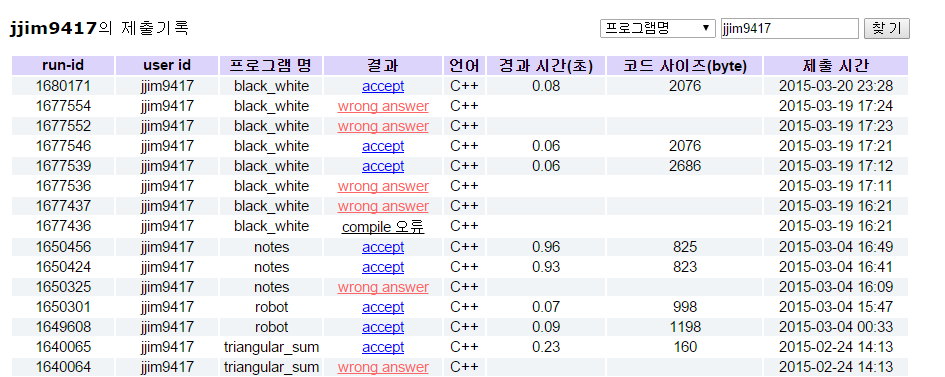 jjim9417의 제출기록 프로그램명 jjim9417 찾 기
run-id user id 프로그램 명 결과 언어 경과 시간(초) 코드 사이즈(byte) 제출 시간
1680171 jjim9417 black_white accept C++ 0.08 2076 2015-03-20 23:28
1677554 jjim9417 black_white wrong answer C++ 2015-03-19 17:24
1677552 jjim9417 black_white wrong answer C++ 2015-03-19 17:23
1677546 jjim9417 black_white accept C++ 0.06 2076 2015-03-19 17:21
1677539 jjim9417 black_white accept C++ 0.06 2686 2015-03-19 17:12
1677536 jjim9417 black_white wrong answer C++ 2015-03-19 17:11
1677437 jjim9417 black_white wrong answer C++ 2015-03-19 16:21
1677436 jjim9417 black_white compile 오류 C++ 2015-03-19 16:21
1650456 jjim9417 notes accept C++ 0.96 825 2015-03-04 16:49
1650424 jjim9417 notes accept C++ 0.93 823 2015-03-04 16:41
1650325 jjim9417 notes wrong answer C++ 2015-03-04 16:09
1650301 jjim9417 robot accept C++ 0.07 998 2015-03-04 15:47
1649608 jjim9417 robot accept C++ 0.09 1198 2015-03-04 00:33
1640065 jjim9417 triangular_sum accept C++ 0.23 160 2015-02-24 14:13
1640064 jjim9417 triangular_sum wrong answer C++ 2015-02-24 14:13